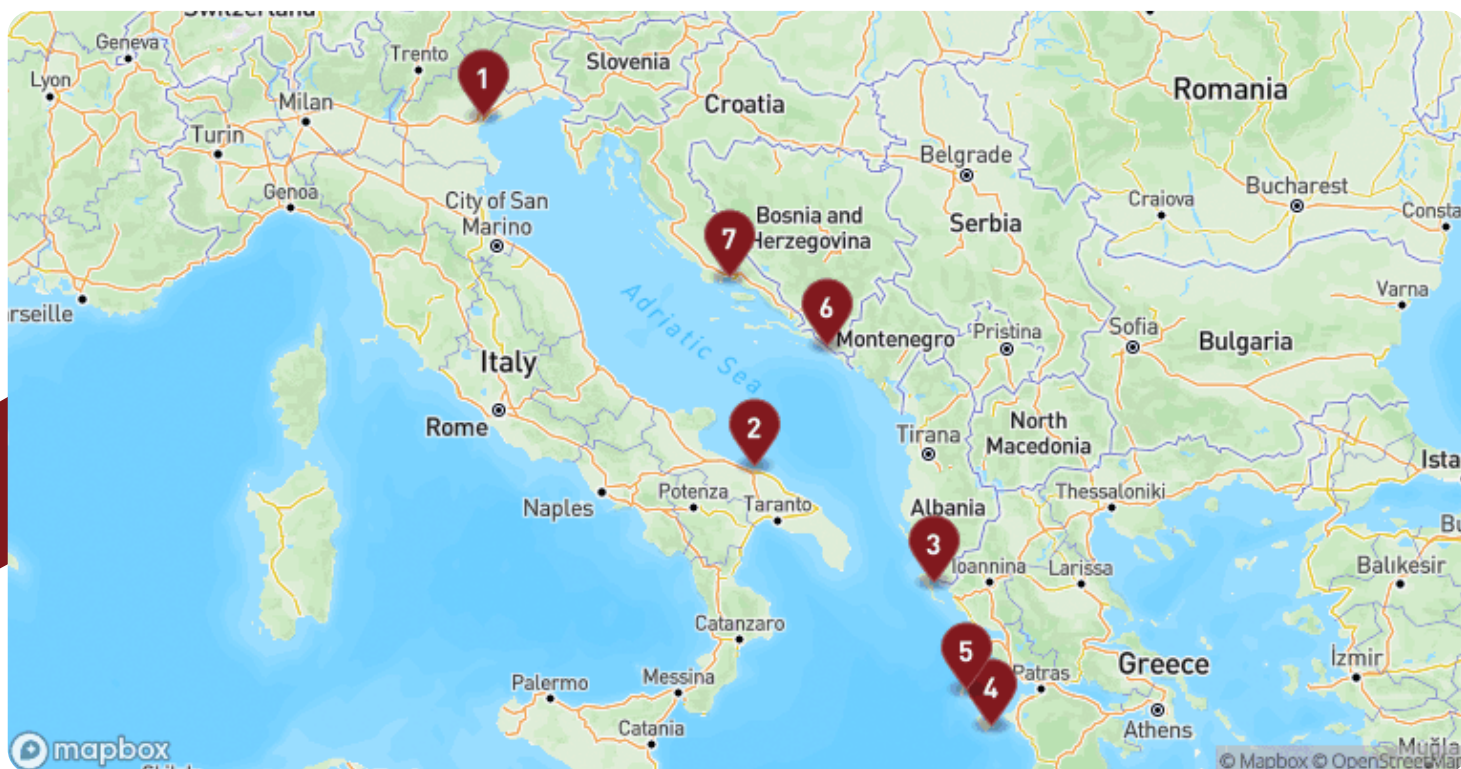 Switzerland
Geneva
Trento
Slovenia
Lyon
Milan
Croatia
Romania
Turin
Belgrade
Genoa
City of San
Marino
Bosnia and
Herzegovina
Serbia
Craiova
Bucharest
Consta
1
7
6
Varna
rseille
Adriatic Sea
Montenegro
Pristina
Sofia
Bulgaria
Italy
Rome
2
Tirana
North
Macedonia
Ista
Naples
Potenza
Taranto
Albania
Thessaloniki
Bu
3
Ioannina
Larissa
Balıkesir
Catanzaro
5
4
Patras
Greece
İzmir
Palermo
Messina
Catania
Athens
Muğla
mapbox
© Mapbox © OpenStreetMap